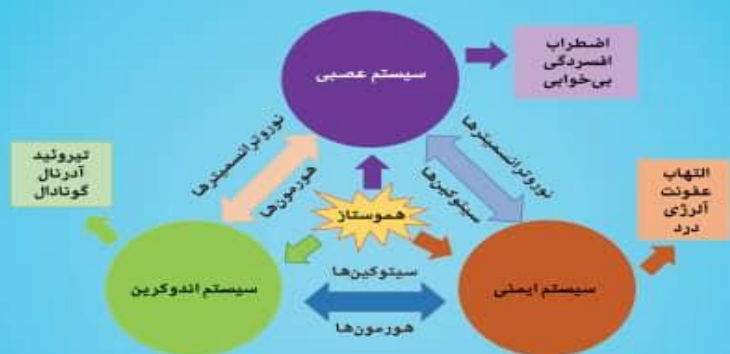 سیستم عصبی
اضطراب
افسردگی
بی‌خوابی
نوروترانسمیترها
هورمون‌ها
نوروترانسمیترها
سیتوکین‌ها
تیروئید
آدرنال
گونادال
التهاب
عفونت
آلرژی
درد
هموستاز
سیستم اندوکرین
سیتوکین‌ها
هورمون‌ها
سیستم ایمنی